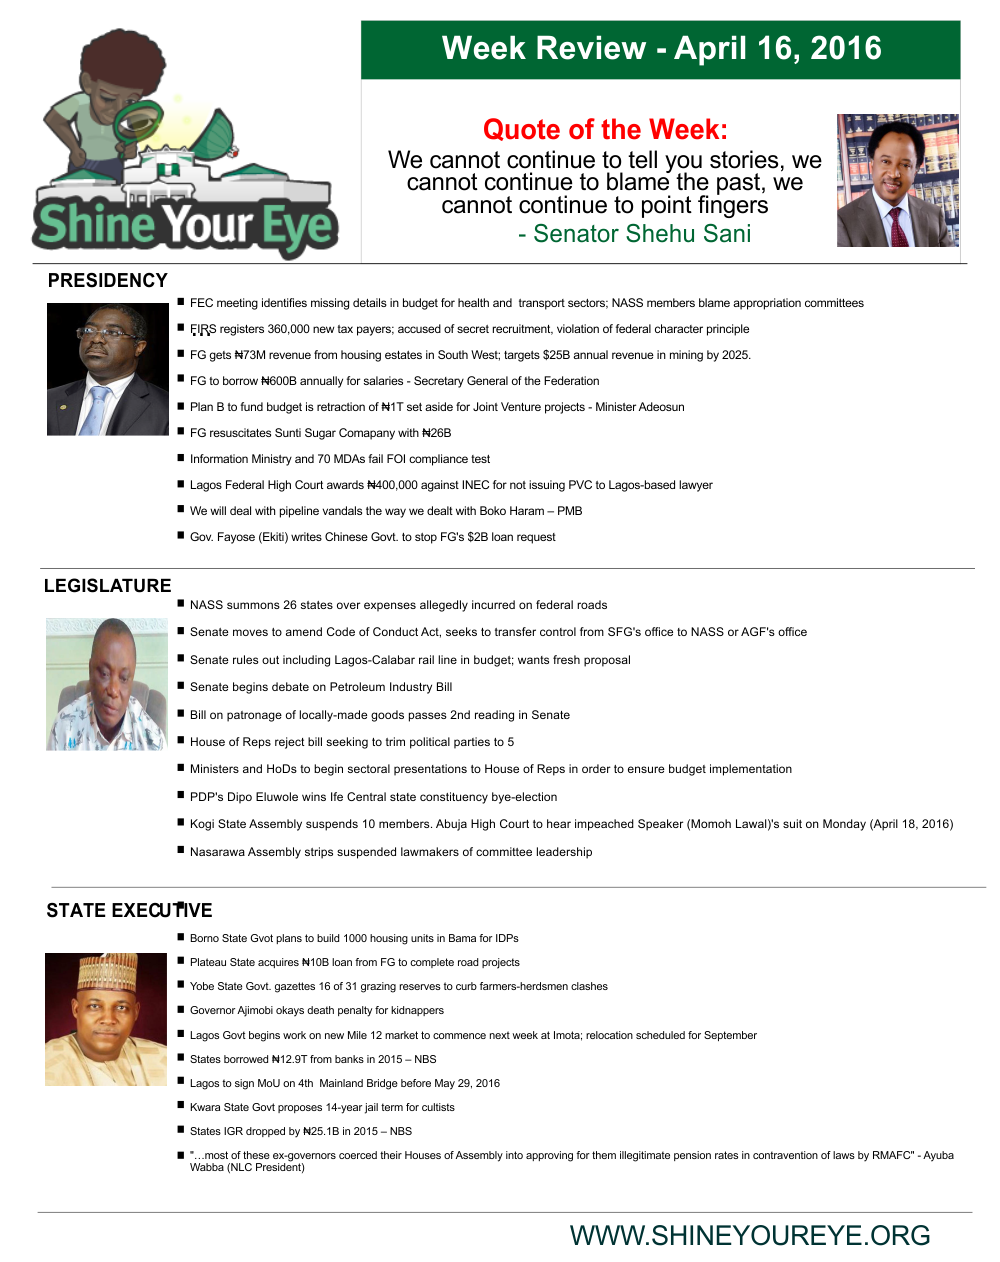 Week Review - April 16, 2016
Shine Your Eye
Quote of the Week:
We cannot continue to tell you stories, we
cannot continue to blame the past, we
cannot continue to point fingers
- Senator Shehu Sani
PRESIDENCY
FEC meeting identifies missing details in budget for health and transport sectors; NASS members blame appropriation committees
FIRS registers 360,000 new tax payers; accused of secret recruitment, violation of federal character principle
FG gets ₦73M revenue from housing estates in South West; targets $25B annual revenue in mining by 2025.
FG to borrow ₦600B annually for salaries - Secretary General of the Federation
Plan B to fund budget is retraction of ₦1T set aside for Joint Venture projects - Minister Adeosun
FG resuscitates Sunti Sugar Comapany with ₦26B
Information Ministry and 70 MDAs fail FOI compliance test
Lagos Federal High Court awards ₦400,000 against INEC for not issuing PVC to Lagos-based lawyer
We will deal with pipeline vandals the way we dealt with Boko Haram – PMB
Gov. Fayose (Ekiti) writes Chinese Govt. to stop FG's $2B loan request
LEGISLATURE
NASS summons 26 states over expenses allegedly incurred on federal roads
Senate moves to amend Code of Conduct Act, seeks to transfer control from SFG's office to NASS or AGF's office
Senate rules out including Lagos-Calabar rail line in budget; wants fresh proposal
Senate begins debate on Petroleum Industry Bill
Bill on patronage of locally-made goods passes 2nd reading in Senate
House of Reps reject bill seeking to trim political parties to 5
Ministers and HoDs to begin sectoral presentations to House of Reps in order to ensure budget implementation
PDP's Dipo Eluwole wins Ife Central state constituency bye-election
Kogi State Assembly suspends 10 members. Abuja High Court to hear impeached Speaker (Momoh Lawal)'s suit on Monday (April 18, 2016)
Nasarawa Assembly strips suspended lawmakers of committee leadership
STATE EXECUTIVE
Borno State Gvot plans to build 1000 housing units in Bama for IDPs
Plateau State acquires ₦10B loan from FG to complete road projects
Yobe State Govt. gazettes 16 of 31 grazing reserves to curb farmers-herdsmen clashes
Governor Ajimobi okays death penalty for kidnappers
Lagos Govt begins work on new Mile 12 market to commence next week at Imota; relocation scheduled for September
States borrowed ₦12.9T from banks in 2015 – NBS
Lagos to sign MoU on 4th Mainland Bridge before May 29, 2016
Kwara State Govt proposes 14-year jail term for cultists
States IGR dropped by ₦25.1B in 2015 – NBS
"…most of these ex-governors coerced their Houses of Assembly into approving for them illegitimate pension rates in contravention of laws by RMAFC" - Ayuba
Wabba (NLC President)
WWW.SHINEYOUREYE.ORG